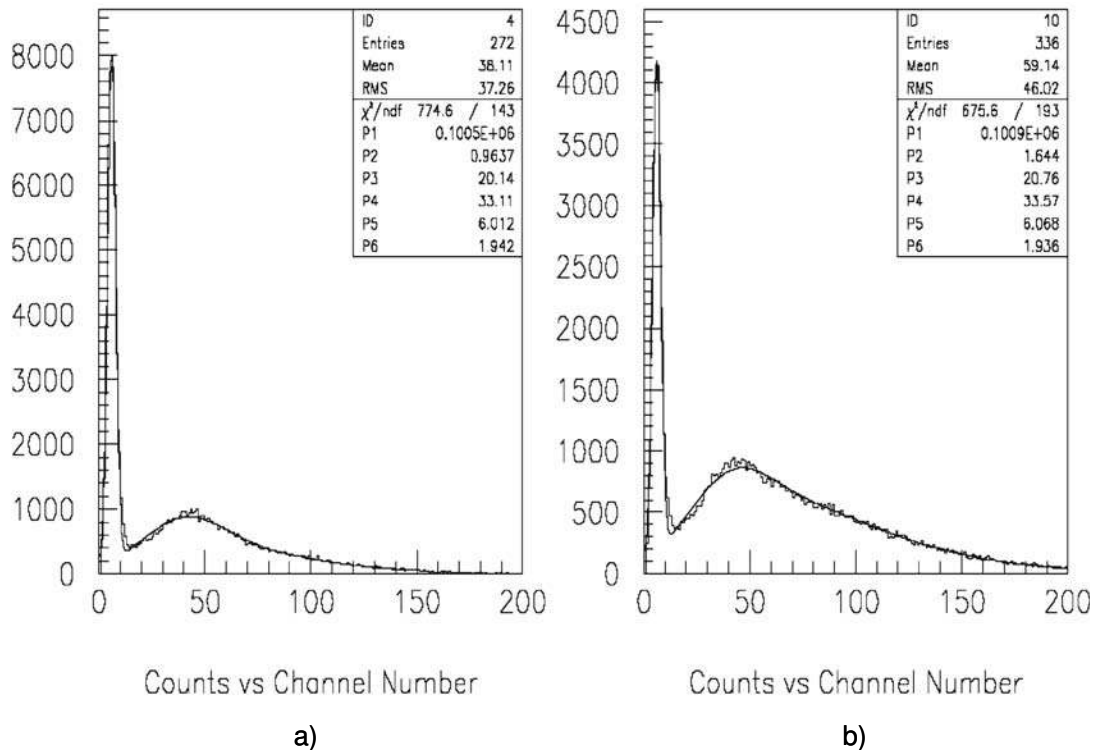 ID 4
Entries 272
Mean 38.11
RMS 37.26
χ²/ndf 774.6 / 143
P1 0.1005E+06
P2 0.9637
P3 20.14
P4 33.11
P5 6.012
P6 1.942
8000
7000
6000
5000
4000
3000
2000
1000
0
0 50 100 150 200
Counts vs Channel Number
a)
ID 10
Entries 336
Mean 59.14
RMS 46.02
χ²/ndf 675.6 / 193
P1 0.1009E+06
P2 1.644
P3 20.76
P4 33.57
P5 6.068
P6 1.936
4500
4000
3500
3000
2500
2000
1500
1000
500
0
0 50 100 150 200
Counts vs Channel Number
b)